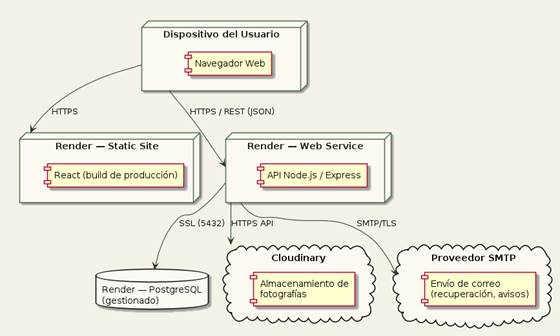 Dispositivo del Usuario
Navegador Web
HTTPS
HTTPS / REST (JSON)
Render — Static Site
React (build de producción)
Render — Web Service
API Node.js / Express
SSL (5432)
HTTPS API
SMTP/TLS
Render — PostgreSQL
(gestionado)
Cloudinary
Almacenamiento de
fotografías
Proveedor SMTP
Envío de correo
(recuperación, avisos)